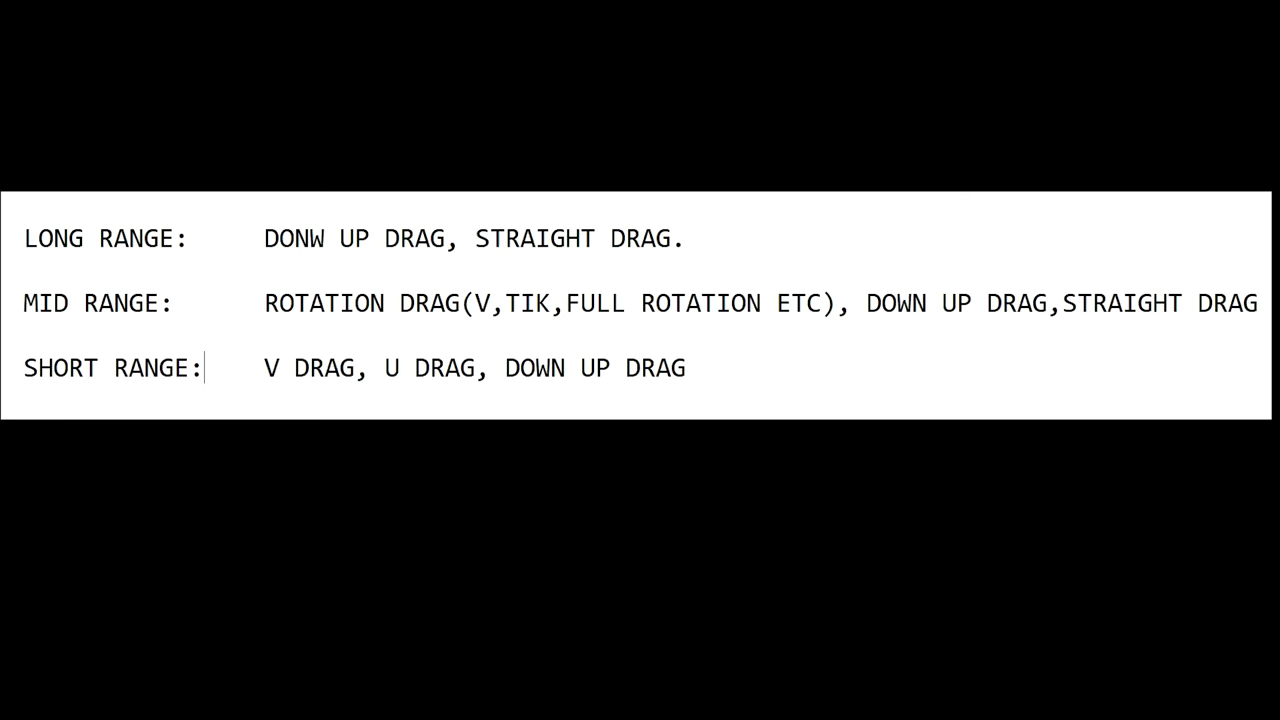 LONG RANGE: DONW UP DRAG, STRAIGHT DRAG.
MID RANGE: ROTATION DRAG(V,TIK,FULL ROTATION ETC), DOWN UP DRAG,STRAIGHT DRAG
SHORT RANGE: V DRAG, U DRAG, DOWN UP DRAG